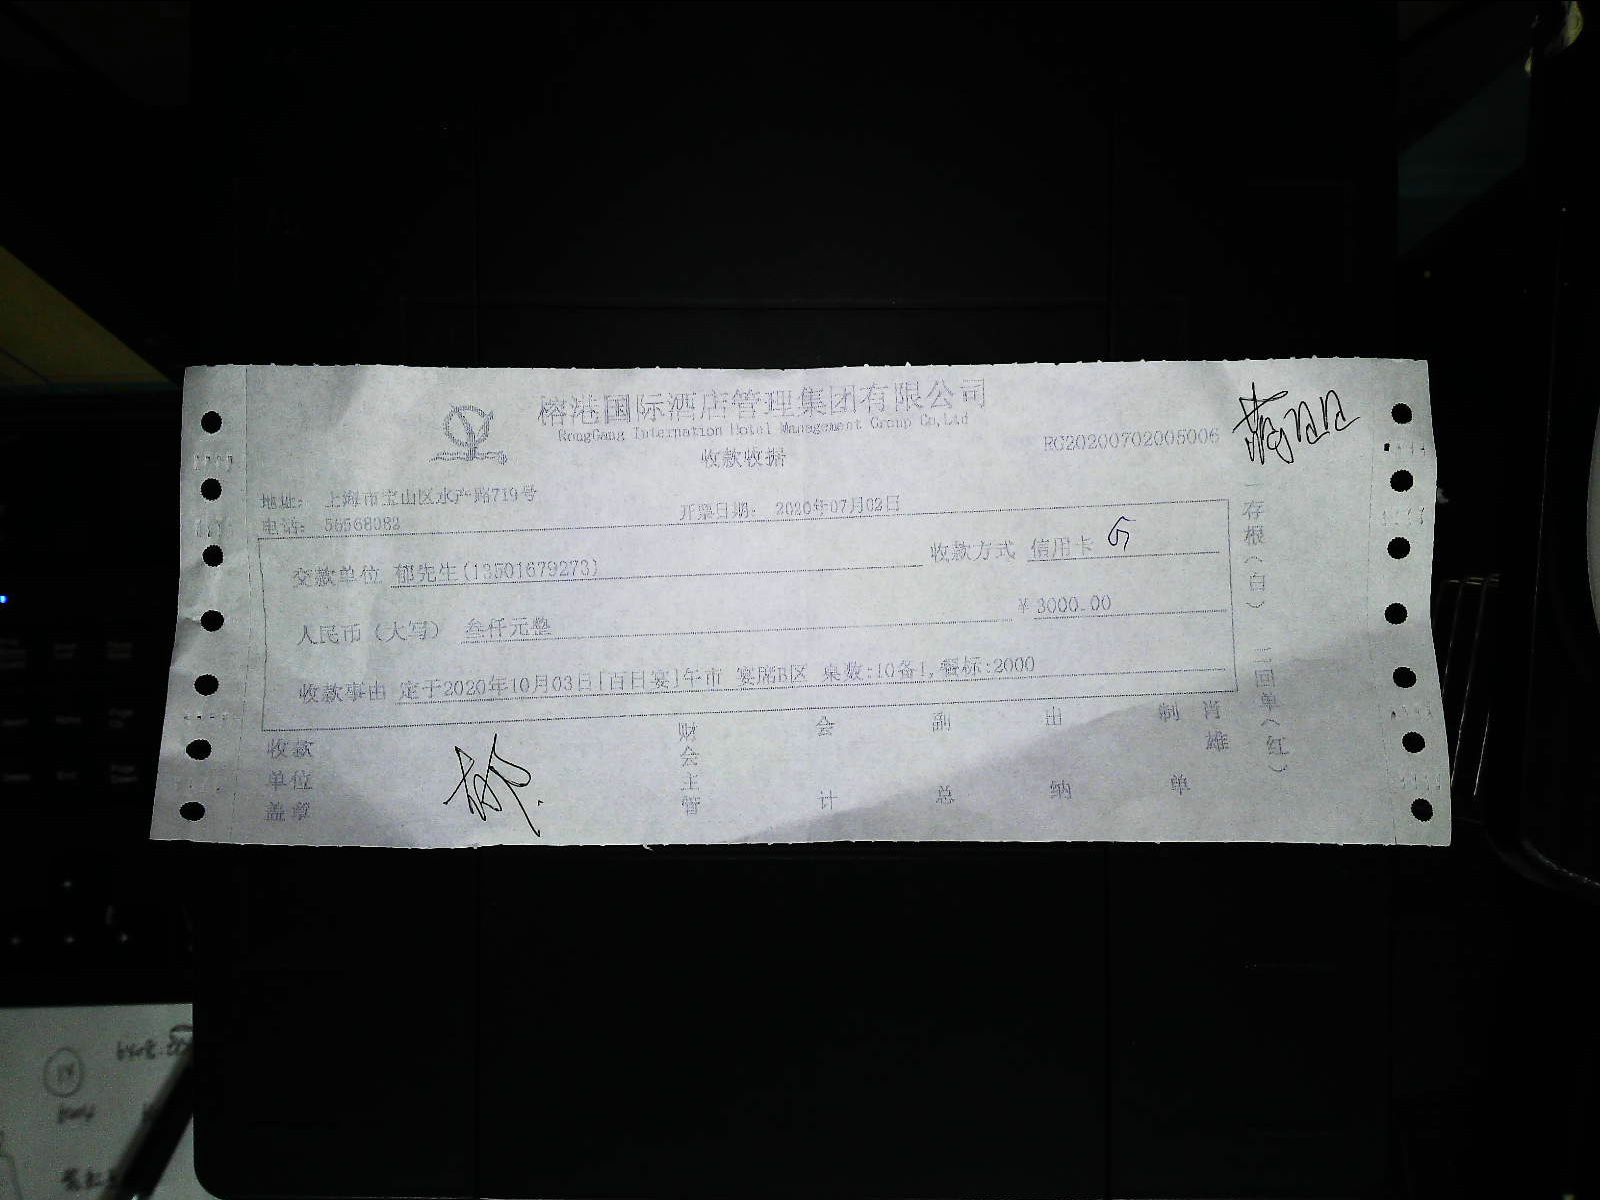 榕港国际酒店管理集团有限公司
RongGang Internation Hotel Management Group Co,Ltd
收款收据
RC20200702005006
地址: 上海市宝山区水产路719号
电话: 56568082
开票日期: 2020年07月02日
交款单位 郁先生(13501679273)
收款方式 信用卡
人民币（大写） 叁仟元整
¥ 3000.00
收款事由 定于2020年10月03日[百日宴]午市 宴席B区 桌数:10备1,餐标:2000
收款单位盖章
郁
财会主管
会计
副总
出纳
制单
肖雄
一存根（白）
二回单（红）